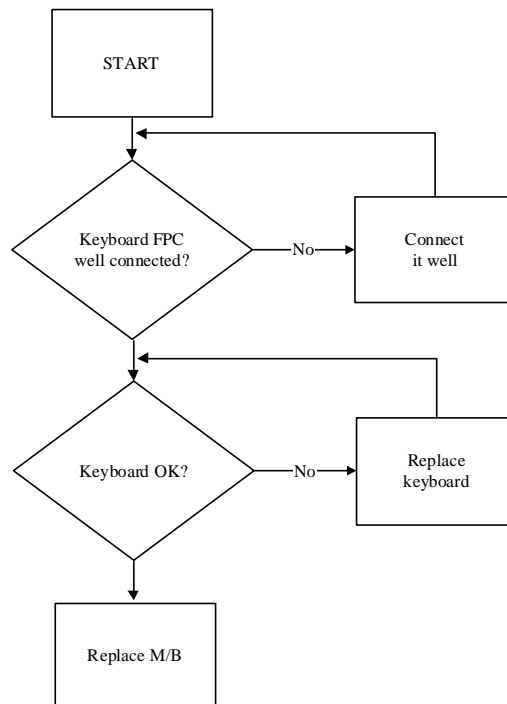 START
Keyboard FPC
well connected?
No
Connect
it well
Keyboard OK?
No
Replace
keyboard
Replace M/B